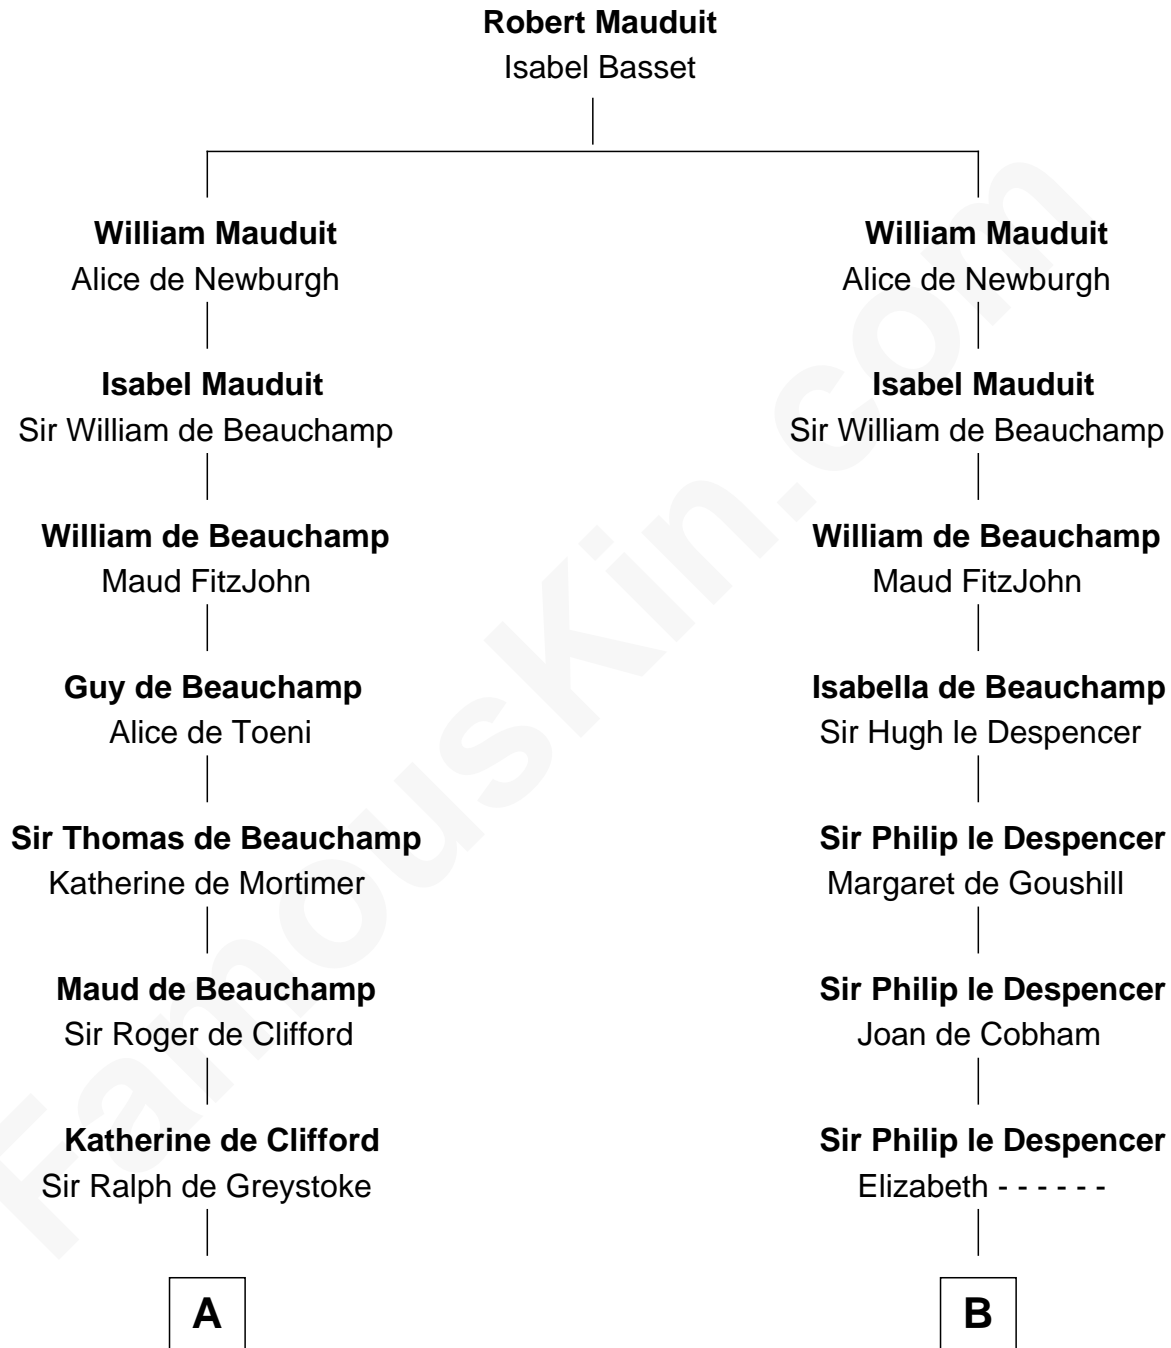 Robert Mauduit
Isabel Basset
William Mauduit
Alice de Newburgh
William Mauduit
Alice de Newburgh
Isabel Mauduit
Sir William de Beauchamp
Isabel Mauduit
Sir William de Beauchamp
William de Beauchamp
Maud FitzJohn
William de Beauchamp
Maud FitzJohn
Guy de Beauchamp
Alice de Toeni
Isabella de Beauchamp
Sir Hugh le Despencer
Sir Thomas de Beauchamp
Katherine de Mortimer
Sir Philip le Despencer
Margaret de Goushill
Maud de Beauchamp
Sir Roger de Clifford
Sir Philip le Despencer
Joan de Cobham
Katherine de Clifford
Sir Ralph de Greystoke
Sir Philip le Despencer
Elizabeth - - - - - -
A
B
FamousKin.com